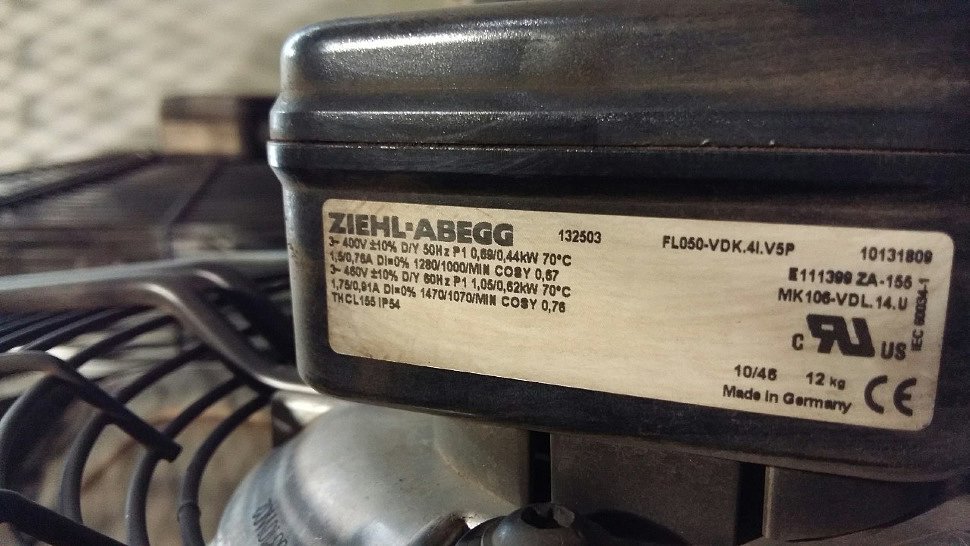 ZIEHL-ABEGG
132503
FL050-VDK.4I.V5P
10131809
3~ 400V ±10% D/Y 50Hz P1 0,69/0,44kW 70°C
1,5/0,76A DI=0% 1280/1000/MIN COSY 0,67
3~ 460V ±10% D/Y 60Hz P1 1,05/0,62kW 70°C
1,75/0,91A DI=0% 1470/1070/MIN COSY 0,76
THCL155 IP54
E111399 ZA-155
MK106-VDL.14.U
IEC 60034-1
C RU US
10/46 12 kg
Made in Germany
CE